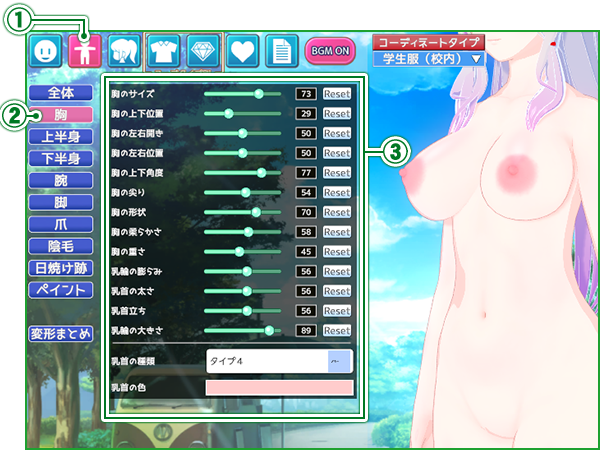 ①
BGM ON
コーディネートタイプ
学生服（校内）▼
②
③
全体
胸
上半身
下半身
腕
脚
爪
陰毛
日焼け跡
ペイント
変形まとめ
胸のサイズ 73 Reset
胸の上下位置 29 Reset
胸の左右開き 50 Reset
胸の左右位置 50 Reset
胸の上下角度 77 Reset
胸の尖り 54 Reset
胸の形状 70 Reset
胸の柔らかさ 58 Reset
胸の重さ 45 Reset
乳輪の膨らみ 56 Reset
乳首の太さ 56 Reset
乳首立ち 56 Reset
乳輪の大きさ 89 Reset
乳首の種類 タイプ４
乳首の色